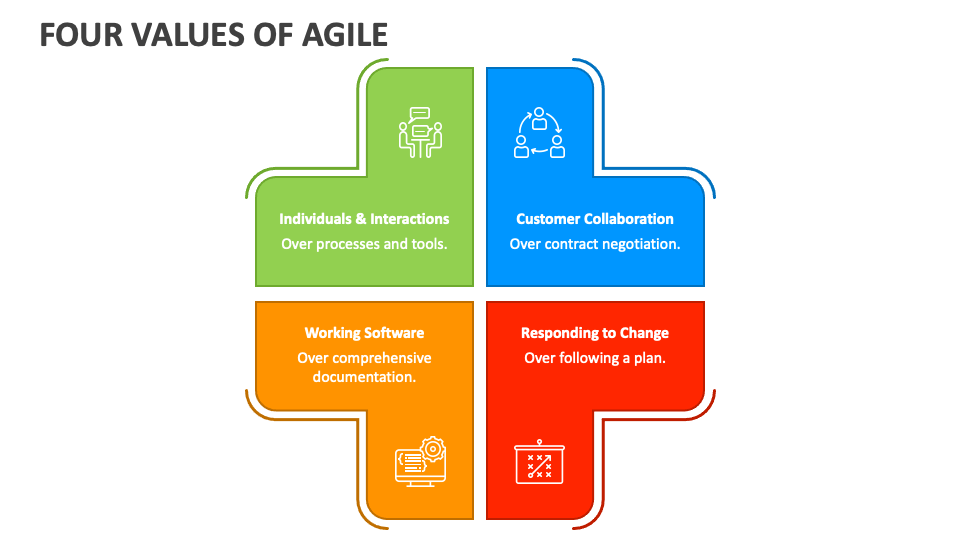 FOUR VALUES OF AGILE
Individuals & Interactions
Over processes and tools.
Customer Collaboration
Over contract negotiation.
Working Software
Over comprehensive
documentation.
Responding to Change
Over following a plan.